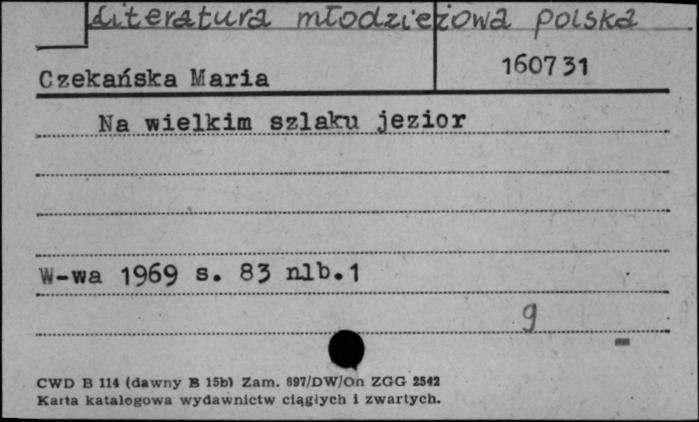 Literatura młodzieżowa polska
Czekańska Maria
160731
Na wielkim szlaku jezior
W-wa 1969 s. 83 nlb.1
9
CWD B 114 (dawny B 15b) Zam. 897/DW/On ZGG 2542
Karta katalogowa wydawnictw ciągłych i zwartych.